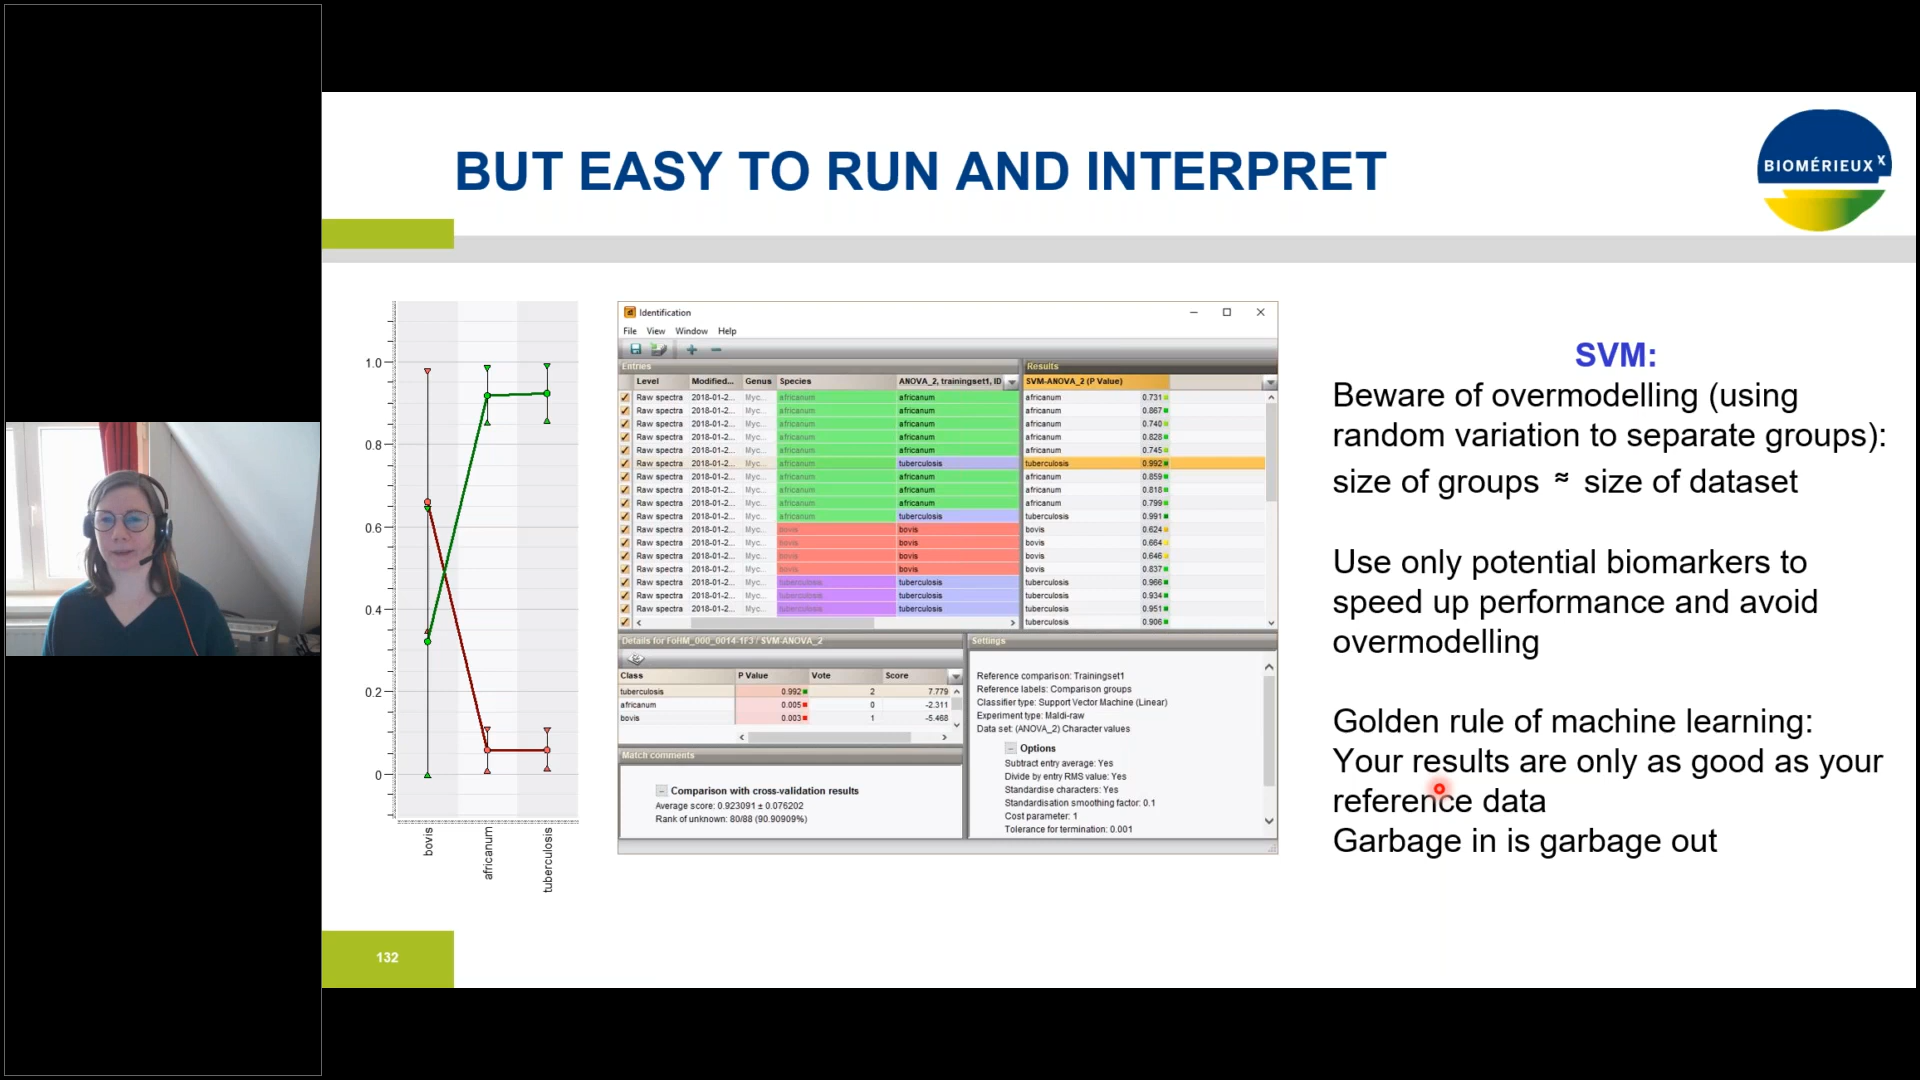 BUT EASY TO RUN AND INTERPRET
BIOMÉRIEUX
1.0
0.8
0.6
0.4
0.2
0
bovis
africanum
tuberculosis
Identification
File View Window Help
Entries
Level Modified... Genus Species ANOVA_2, trainingset1, ID
Raw spectra 2018-01-2... Myc... africanum africanum
Raw spectra 2018-01-2... Myc... africanum africanum
Raw spectra 2018-01-2... Myc... africanum africanum
Raw spectra 2018-01-2... Myc... africanum africanum
Raw spectra 2018-01-2... Myc... africanum africanum
Raw spectra 2018-01-2... Myc... africanum tuberculosis
Raw spectra 2018-01-2... Myc... africanum africanum
Raw spectra 2018-01-2... Myc... africanum africanum
Raw spectra 2018-01-2... Myc... africanum africanum
Raw spectra 2018-01-2... Myc... africanum tuberculosis
Raw spectra 2018-01-2... Myc... bovis bovis
Raw spectra 2018-01-2... Myc... bovis bovis
Raw spectra 2018-01-2... Myc... bovis bovis
Raw spectra 2018-01-2... Myc... bovis bovis
Raw spectra 2018-01-2... Myc... tuberculosis tuberculosis
Raw spectra 2018-01-2... Myc... tuberculosis tuberculosis
Raw spectra 2018-01-2... Myc... tuberculosis tuberculosis
Results
SVM-ANOVA_2 (P Value)
africanum 0.731
africanum 0.867
africanum 0.740
africanum 0.828
africanum 0.745
tuberculosis 0.992
africanum 0.859
africanum 0.818
africanum 0.799
tuberculosis 0.991
bovis 0.624
bovis 0.664
bovis 0.646
bovis 0.837
tuberculosis 0.966
tuberculosis 0.934
tuberculosis 0.951
tuberculosis 0.906
Details for FoHM_000_0014-1F3 / SVM-ANOVA_2
Class P Value Vote Score
tuberculosis 0.992 2 7.779
africanum 0.005 0 -2.311
bovis 0.003 1 -5.468
Match comments
Comparison with cross-validation results
Average score: 0.923091 ± 0.076202
Rank of unknown: 80/88 (90.90909%)
Settings
Reference comparison: Trainingset1
Reference labels: Comparison groups
Classifier type: Support Vector Machine (Linear)
Experiment type: Maldi-raw
Data set: (ANOVA_2) Character values
Options
Subtract entry average: Yes
Divide by entry RMS value: Yes
Standardise characters: Yes
Standardisation smoothing factor: 0.1
Cost parameter: 1
Tolerance for termination: 0.001
SVM:
Beware of overmodelling (using
random variation to separate groups):
size of groups ≈ size of dataset
Use only potential biomarkers to
speed up performance and avoid
overmodelling
Golden rule of machine learning:
Your results are only as good as your
reference data
Garbage in is garbage out
132